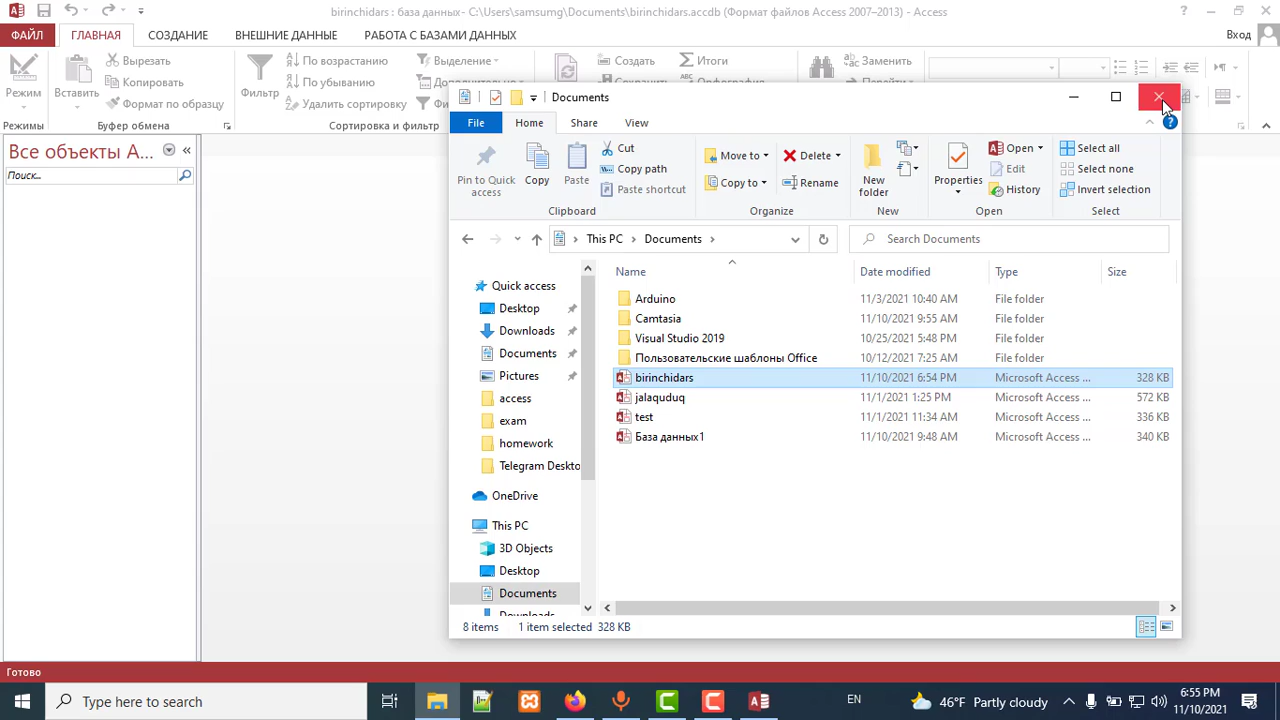 birinchidars : база данных- C:\Users\samsumg\Documents\birinchidars.accdb (Формат файлов Access 2007–2013) - Access
ФАЙЛ ГЛАВНАЯ СОЗДАНИЕ ВНЕШНИЕ ДАННЫЕ РАБОТА С БАЗАМИ ДАННЫХ Вход
Режим
Режимы
Вставить
Вырезать
Копировать
Формат по образцу
Буфер обмена
Фильтр
По возрастанию
По убыванию
Удалить сортировку
Выделение
Сортировка и фильтр
Создать
Итоги
Заменить
Все объекты A...
Поиск...
Documents
File Home Share View
Pin to Quick access
Copy
Paste
Cut
Copy path
Paste shortcut
Clipboard
Move to
Copy to
Delete
Rename
Organize
New folder
New
Properties
Open
Edit
History
Open
Select all
Select none
Invert selection
Select
This PC Documents
Search Documents
Quick access
Desktop
Downloads
Documents
Pictures
access
exam
homework
Telegram Deskto
OneDrive
This PC
3D Objects
Desktop
Documents
Downloads
Name Date modified Type Size
Arduino 11/3/2021 10:40 AM File folder
Camtasia 11/10/2021 9:55 AM File folder
Visual Studio 2019 10/25/2021 5:48 PM File folder
Пользовательские шаблоны Office 10/12/2021 7:25 AM File folder
birinchidars 11/10/2021 6:54 PM Microsoft Access ... 328 KB
jalaquduq 11/1/2021 1:25 PM Microsoft Access ... 572 KB
test 11/1/2021 11:34 AM Microsoft Access ... 336 KB
База данных1 11/10/2021 9:48 AM Microsoft Access ... 340 KB
8 items 1 item selected 328 KB
Готово
Type here to search
EN
46°F Partly cloudy
6:55 PM
11/10/2021